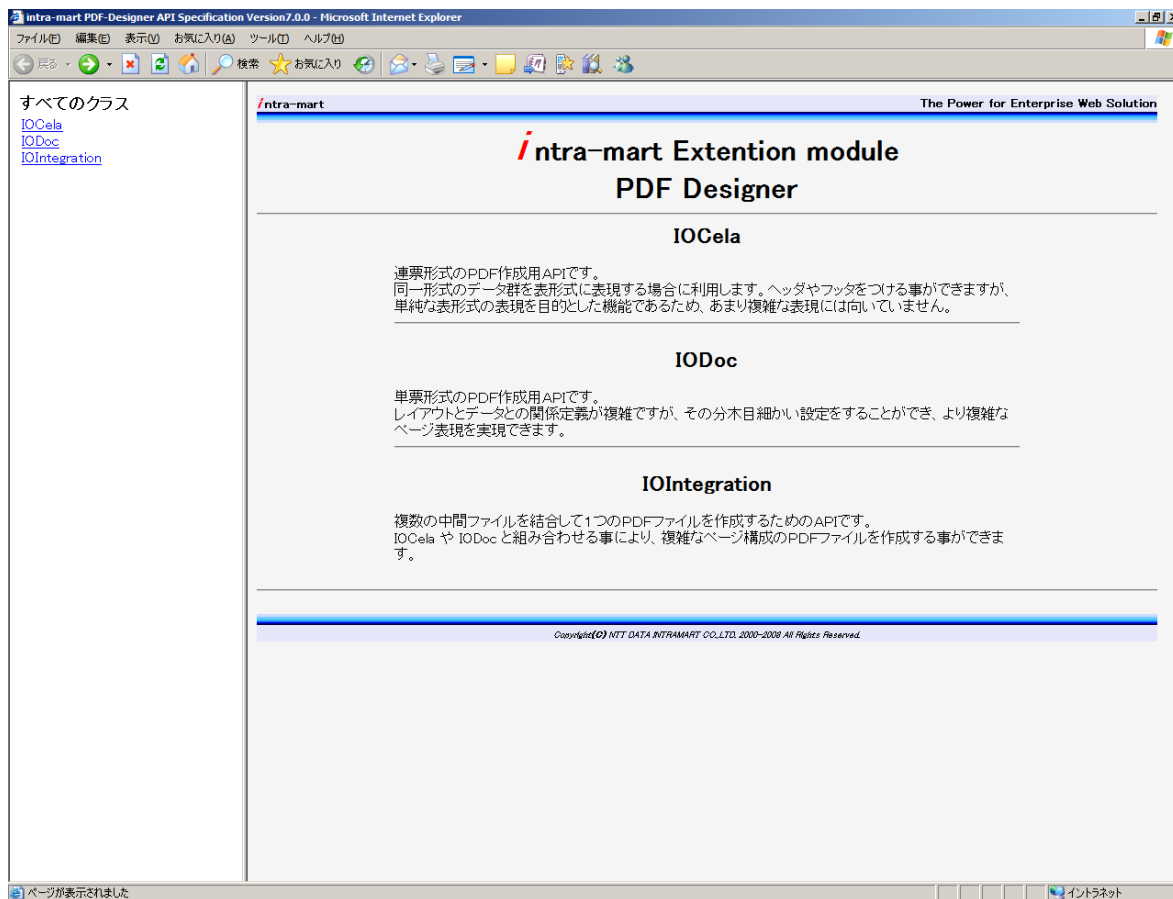 intra-mart PDF-Designer API Specification Version7.0.0 - Microsoft Internet Explorer
ファイル(F) 編集(E) 表示(V) お気に入り(A) ツール(T) ヘルプ(H)
戻る 検索 お気に入り
すべてのクラス
IOCela
IODoc
IOIntegration
intra-mart The Power for Enterprise Web Solution
intra-mart Extention module
PDF Designer
IOCela
連票形式のPDF作成用APIです。
同一形式のデータ群を表形式に表現する場合に利用します。ヘッダやフッタをつける事ができますが、
単純な表形式の表現を目的とした機能であるため、あまり複雑な表現には向いていません。
IODoc
単票形式のPDF作成用APIです。
レイアウトとデータとの関係定義が複雑ですが、その分木目細かい設定をすることができ、より複雑な
ページ表現を実現できます。
IOIntegration
複数の中間ファイルを結合して1つのPDFファイルを作成するためのAPIです。
IOCela や IODoc と組み合わせる事により、複雑なページ構成のPDFファイルを作成する事ができま
す。
Copyright(C) NTT DATA INTRAMART CO.,LTD. 2000-2008 All Rights Reserved.
ページが表示されました イントラネット